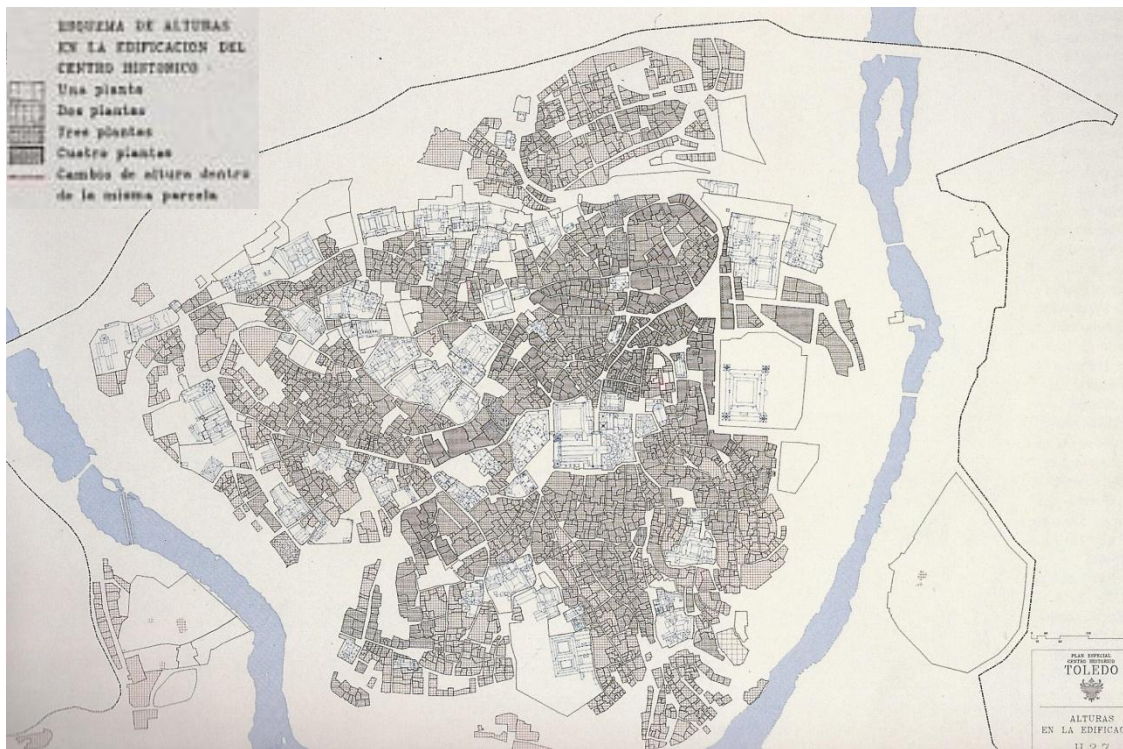 ESQUEMA DE ALTURAS
EN LA EDIFICACION DEL
CENTRO HISTORICO
Una planta
Dos plantas
Tres plantas
Cuatro plantas
Cambio de altura dentro
de la misma parcela
PLAN ESPECIAL
CENTRO HISTORICO
TOLEDO
ALTURAS
EN LA EDIFICAC